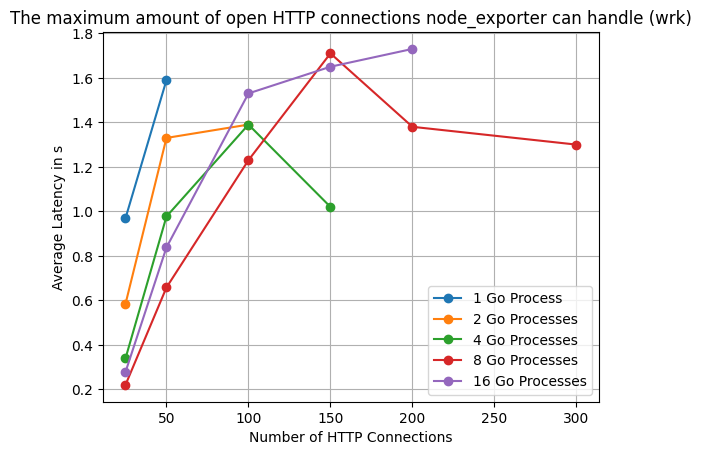 The maximum amount of open HTTP connections node_exporter can handle (wrk)
1.8
1.6
1.4
1.2
1.0
0.8
0.6
0.4
0.2
Average Latency in s
1 Go Process
2 Go Processes
4 Go Processes
8 Go Processes
16 Go Processes
50 100 150 200 250 300
Number of HTTP Connections